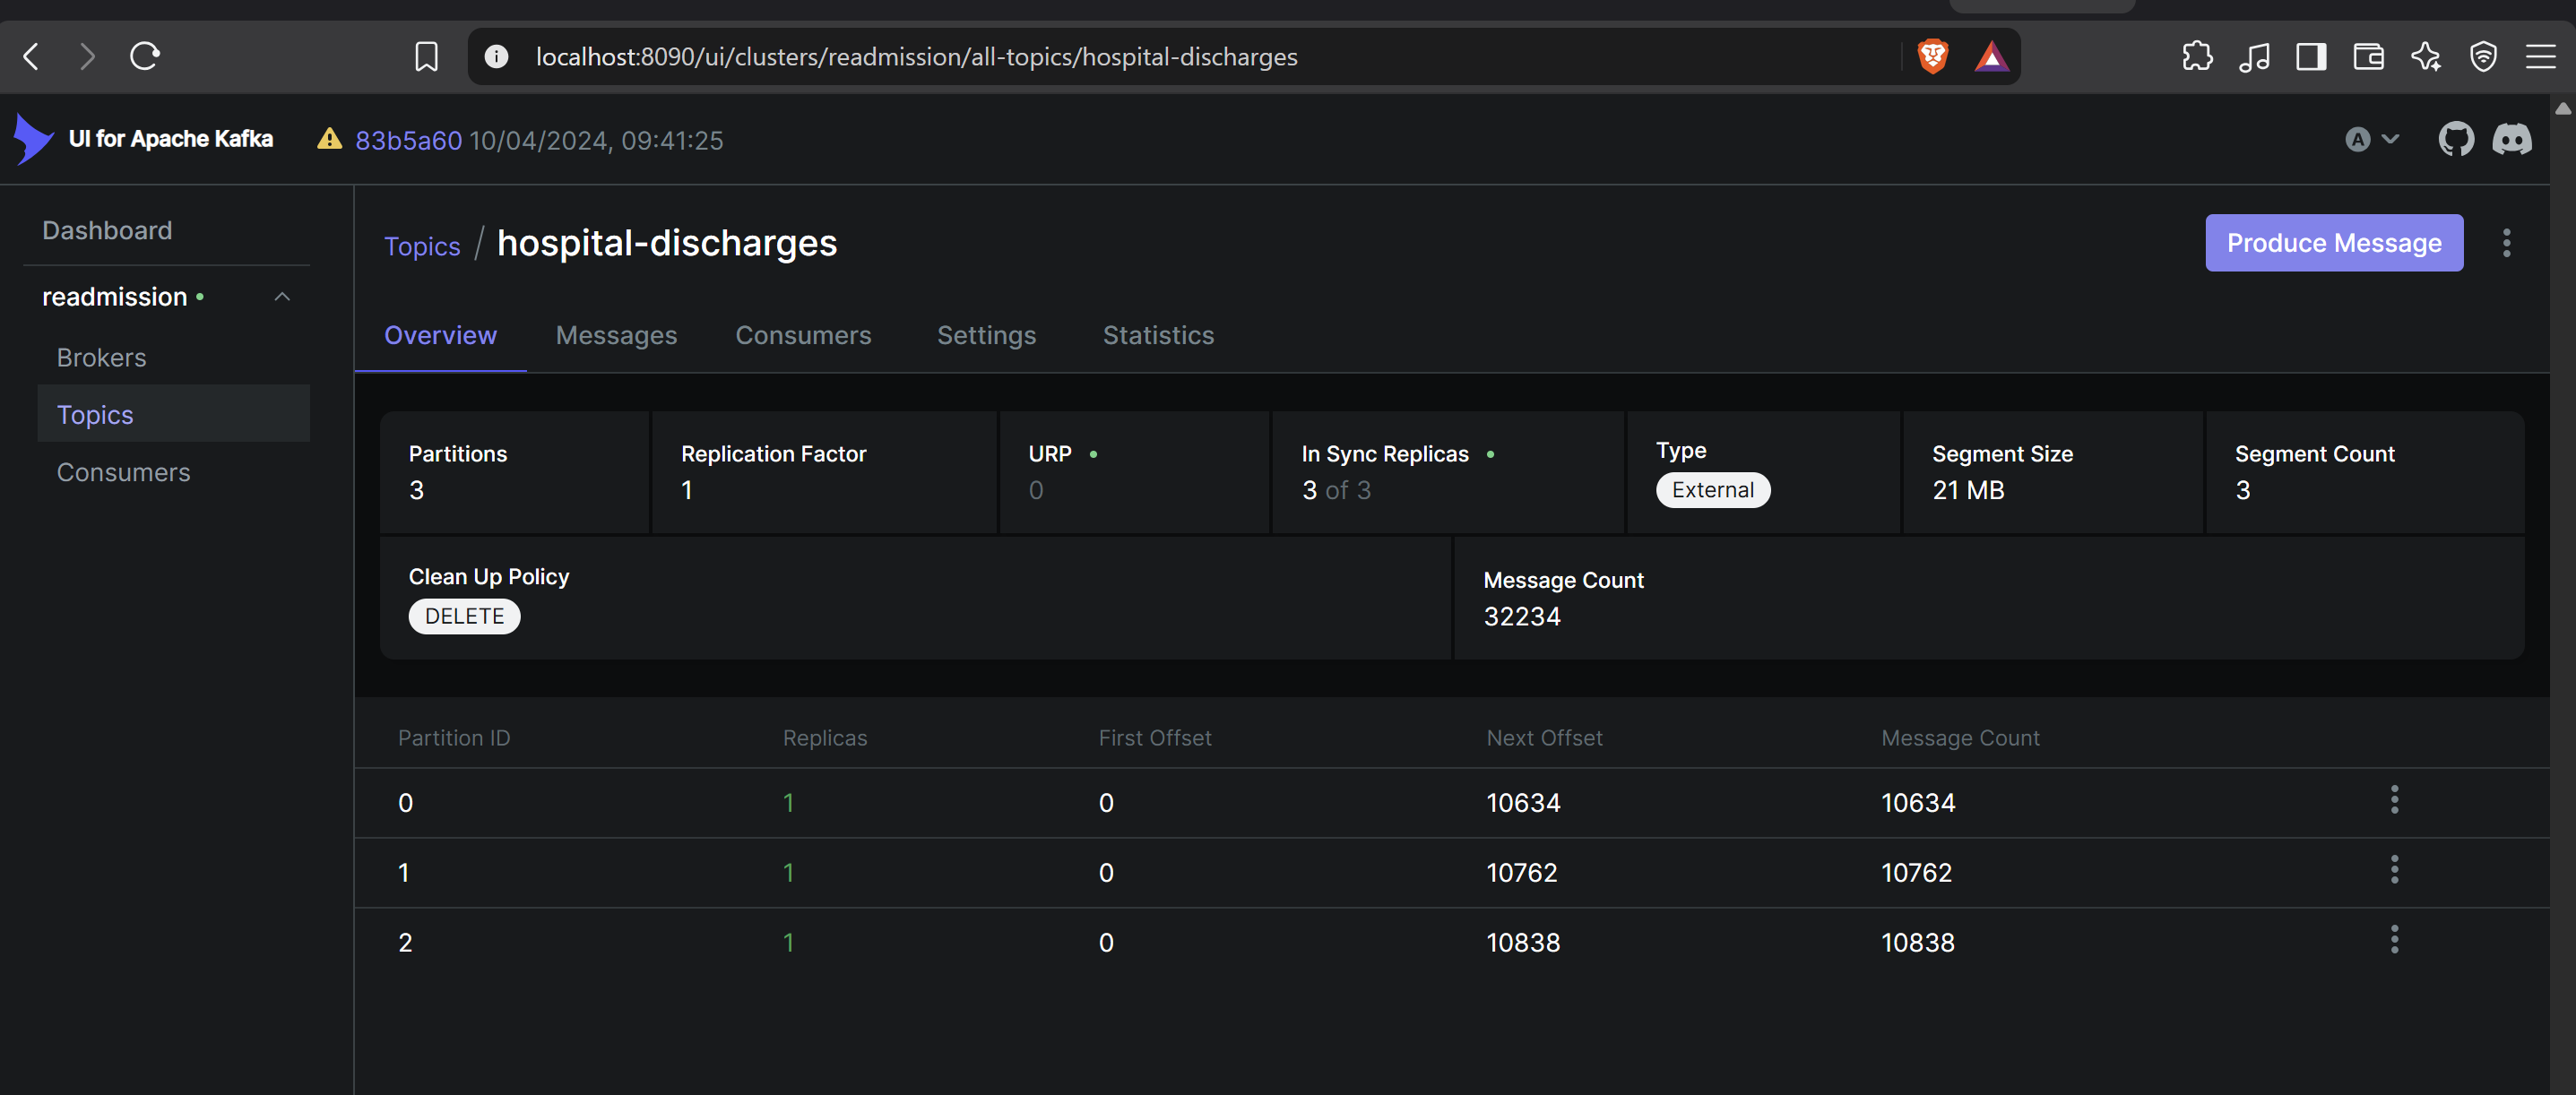 localhost:8090/ui/clusters/readmission/all-topics/hospital-discharges
UI for Apache Kafka 83b5a60 10/04/2024, 09:41:25 A
Dashboard
readmission
Brokers
Topics
Consumers
Topics / hospital-discharges
Produce Message
Overview Messages Consumers Settings Statistics
Partitions
3
Replication Factor
1
URP
0
In Sync Replicas
3 of 3
Type
External
Segment Size
21 MB
Segment Count
3
Clean Up Policy
DELETE
Message Count
32234
Partition ID Replicas First Offset Next Offset Message Count
0 1 0 10634 10634
1 1 0 10762 10762
2 1 0 10838 10838